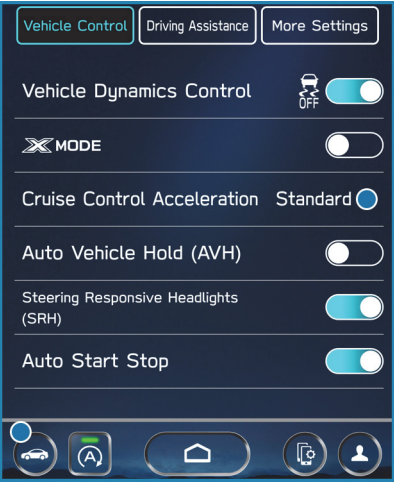 Vehicle Control
Driving Assistance
More Settings
Vehicle Dynamics Control
OFF
X MODE
Cruise Control Acceleration Standard
Auto Vehicle Hold (AVH)
Steering Responsive Headlights
(SRH)
Auto Start Stop
A